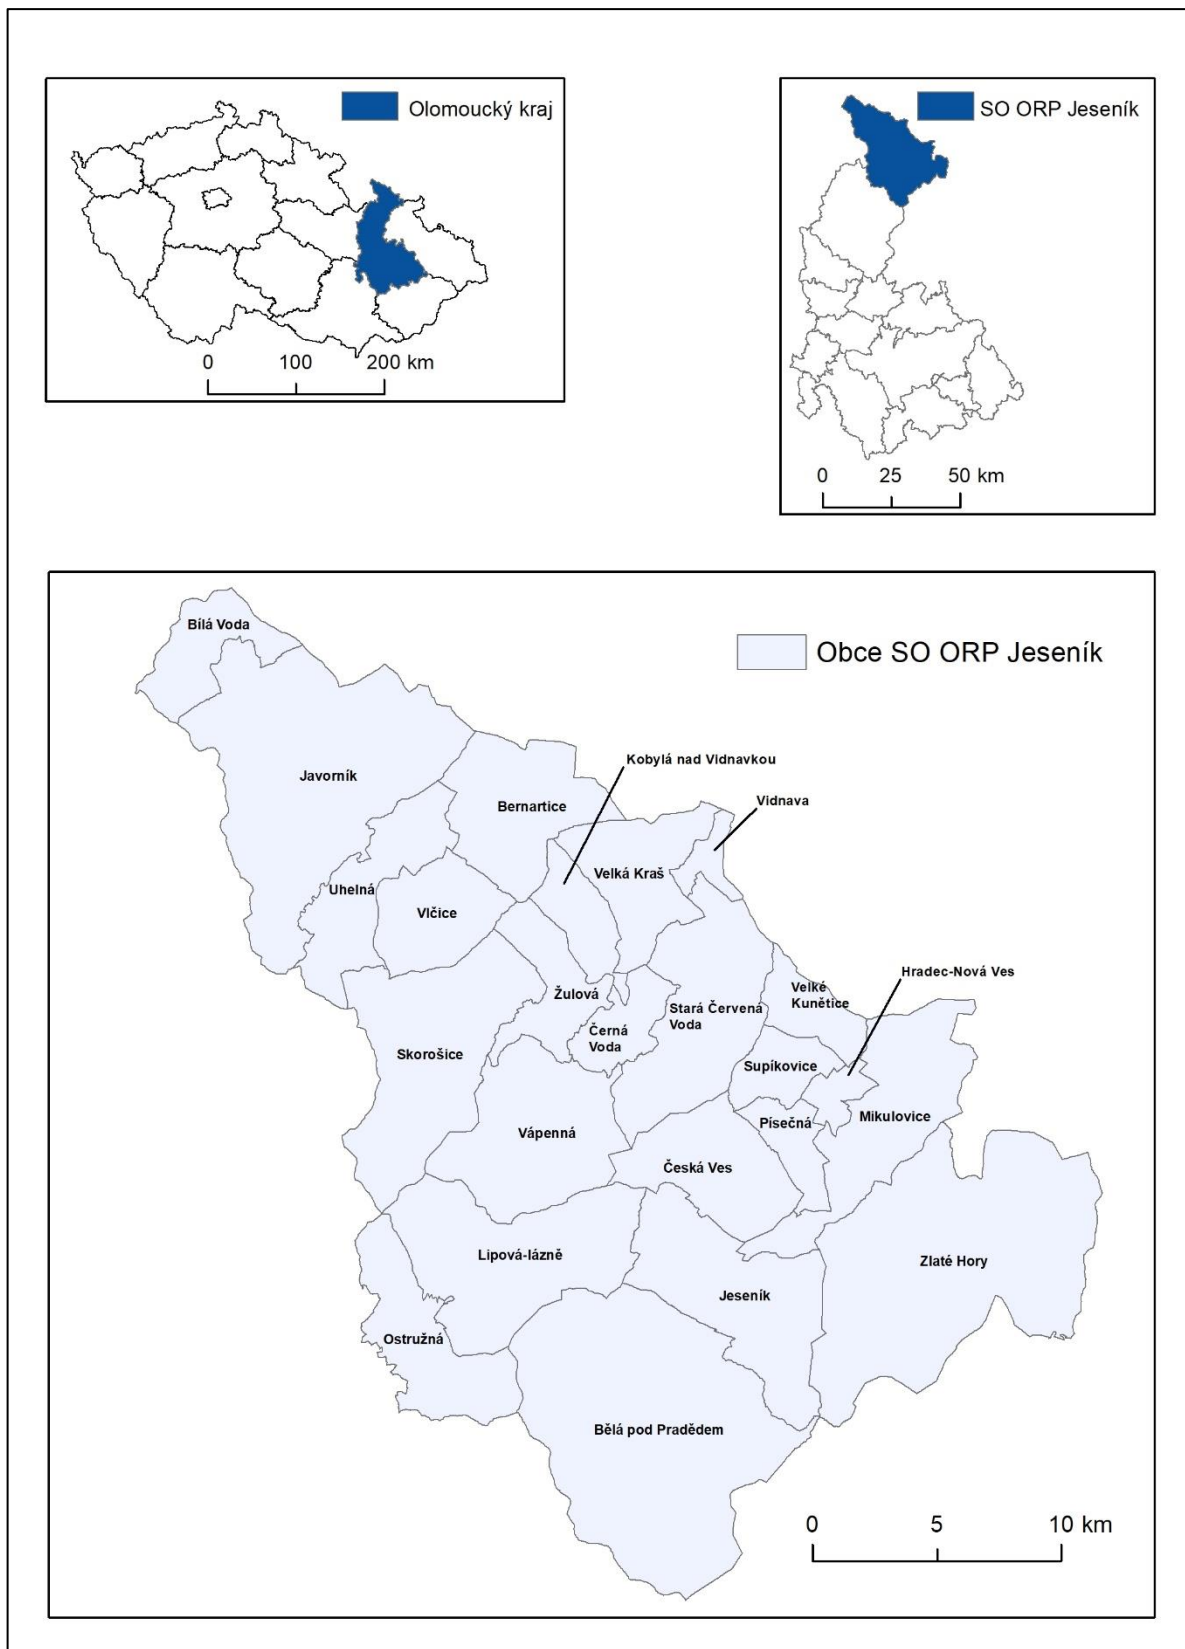 Olomoucký kraj
0 100 200 km
SO ORP Jeseník
0 25 50 km
Obce SO ORP Jeseník
Bílá Voda
Javorník
Kobylá nad Vidnavkou
Bernartice
Vidnava
Velká Kraš
Uhelná
Vlčice
Hradec-Nová Ves
Velké
Kunětice
Žulová
Stará Červená
Voda
Černá
Voda
Skorošice
Supíkovice
Mikulovice
Písečná
Vápenná
Česká Ves
Lipová-lázně
Zlaté Hory
Jeseník
Ostružná
Bělá pod Pradědem
0 5 10 km